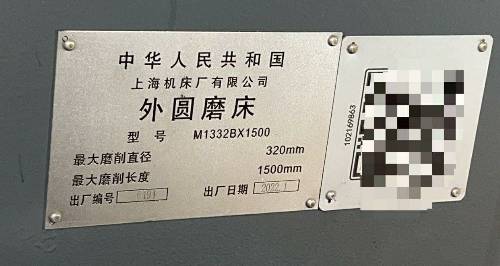 中华人民共和国
上海机床厂有限公司
外圆磨床
型号 M1332BX1500
最大磨削直径 320mm
最大磨削长度 1500mm
出厂编号 出厂日期 2022.1
102169863